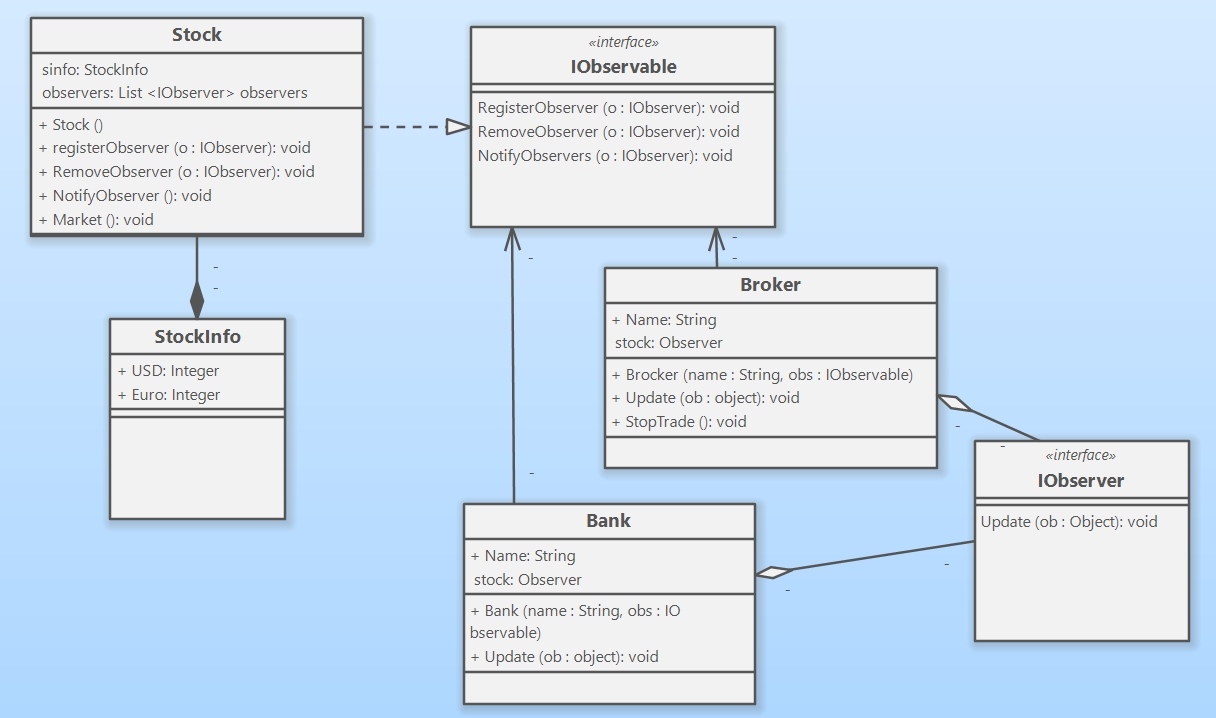 Stock
sinfo: StockInfo
observers: List <IObserver> observers
+ Stock ()
+ registerObserver (o : IObserver): void
+ RemoveObserver (o : IObserver): void
+ NotifyObserver (): void
+ Market (): void
«interface»
IObservable
RegisterObserver (o : IObserver): void
RemoveObserver (o : IObserver): void
NotifyObservers (o : IObserver): void
StockInfo
+ USD: Integer
+ Euro: Integer
Broker
+ Name: String
stock: Observer
+ Brocker (name : String, obs : IObservable)
+ Update (ob : object): void
+ StopTrade (): void
«interface»
IObserver
Update (ob : Object): void
Bank
+ Name: String
stock: Observer
+ Bank (name : String, obs : IO
bservable)
+ Update (ob : object): void